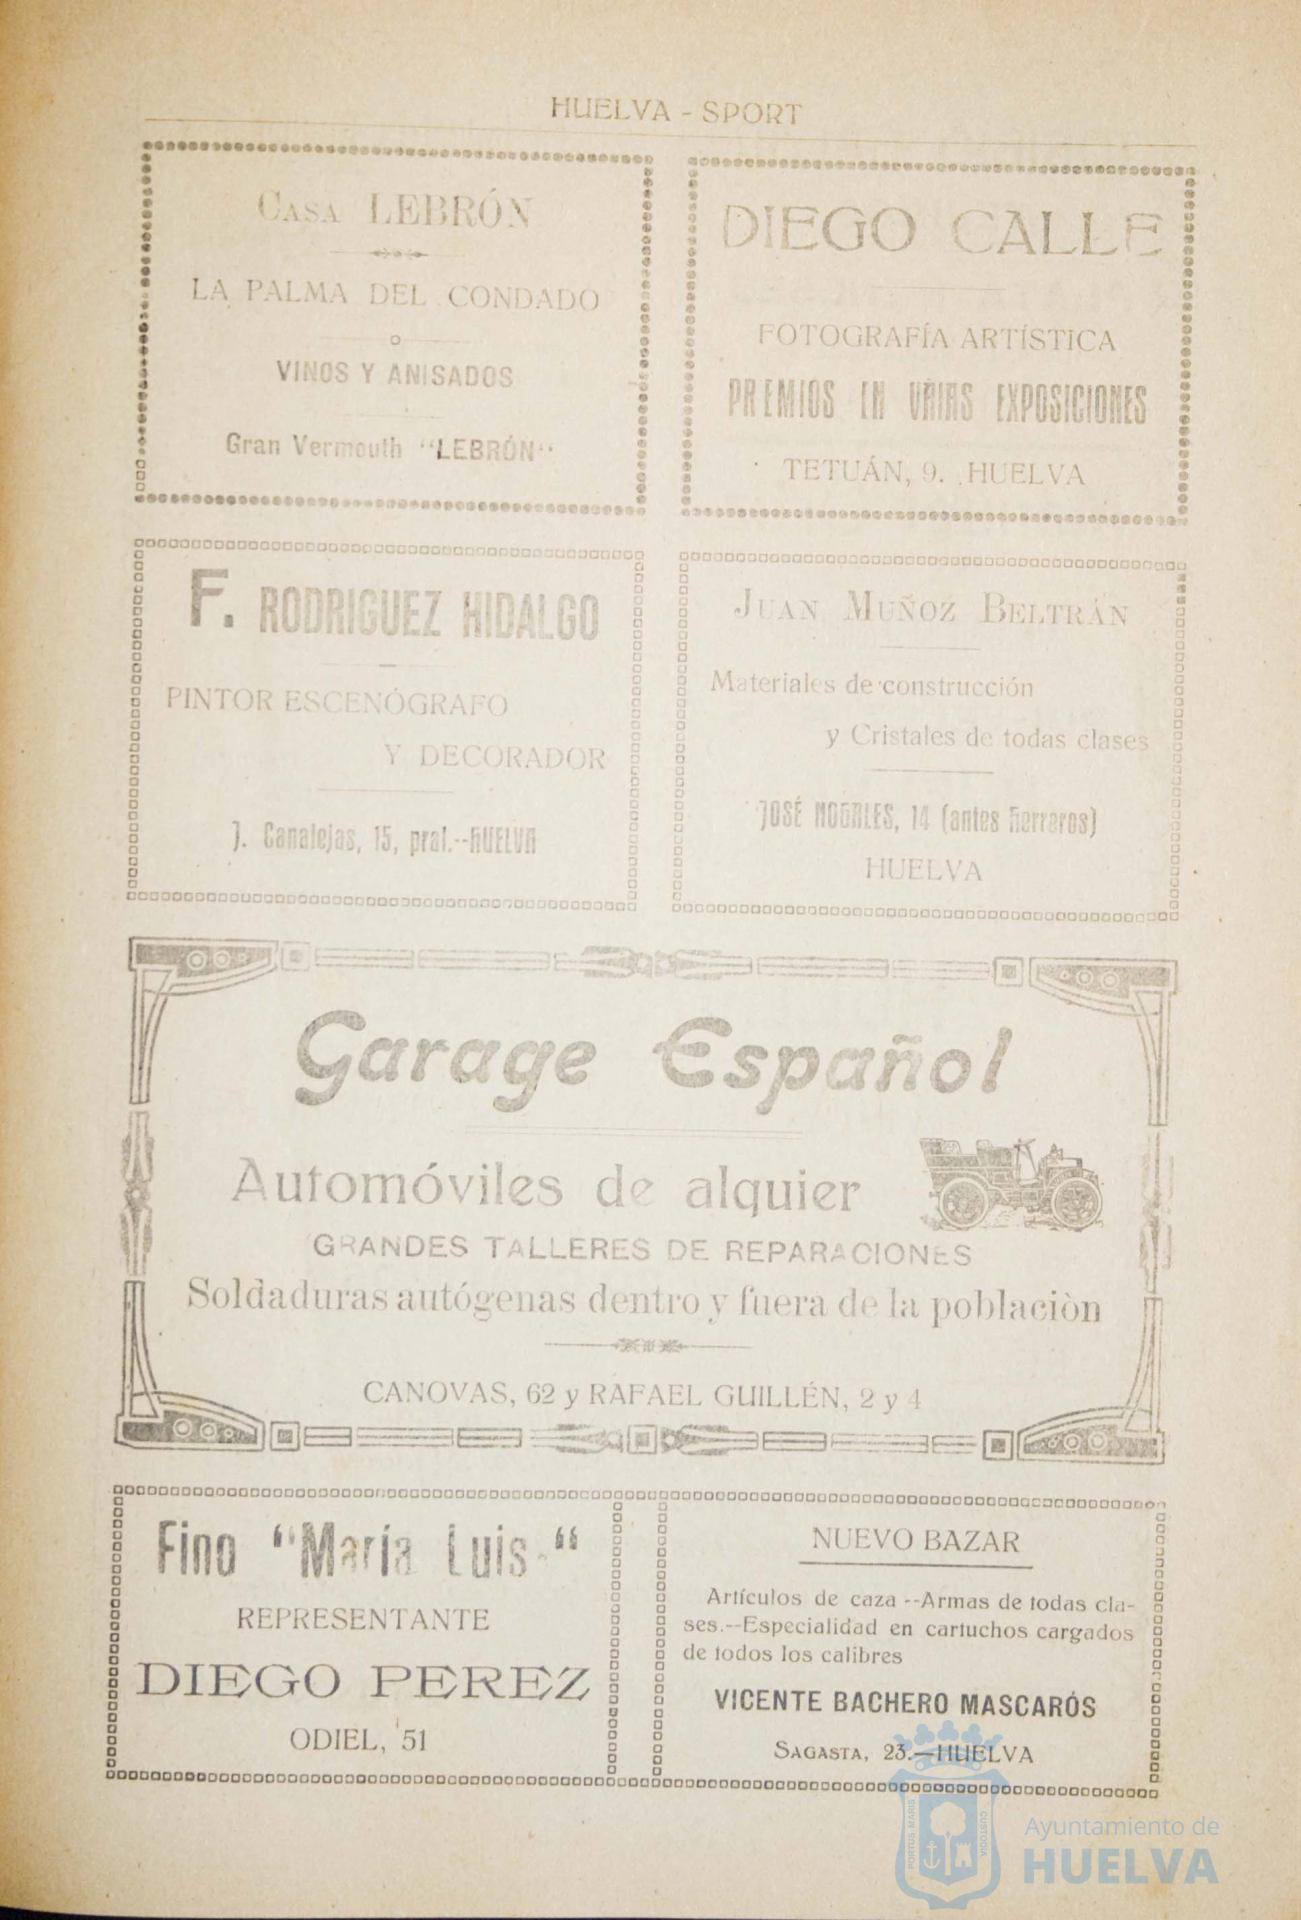 HUELVA - SPORT
CASA LEBRÓN
LA PALMA DEL CONDADO
VINOS Y ANISADOS
Gran Vermouth "LEBRÓN"
DIEGO CALLE
FOTOGRAFÍA ARTÍSTICA
PREMIOS EN VARIAS EXPOSICIONES
TETUÁN, 9. HUELVA
F. RODRIGUEZ HIDALGO
PINTOR ESCENÓGRAFO
Y DECORADOR
J. Canalejas, 15, pral.--HUELVA
JUAN MUÑOZ BELTRÁN
Materiales de construcción
y Cristales de todas clases
JOSÉ NOGALES, 14 (antes Herreros)
HUELVA
Garage Español
Automóviles de alquier
GRANDES TALLERES DE REPARACIONES
Soldaduras autógenas dentro y fuera de la poblaciòn
CANOVAS, 62 y RAFAEL GUILLÉN, 2 y 4
Fino "María Luis "
REPRESENTANTE
DIEGO PEREZ
ODIEL, 51
NUEVO BAZAR
Artículos de caza --Armas de todas cla-
ses.--Especialidad en cartuchos cargados
de todos los calibres
VICENTE BACHERO MASCARÓS
SAGASTA, 23.—HUELVA
PORTUS MARIS
CUSTODIA
Ayuntamiento de
HUELVA